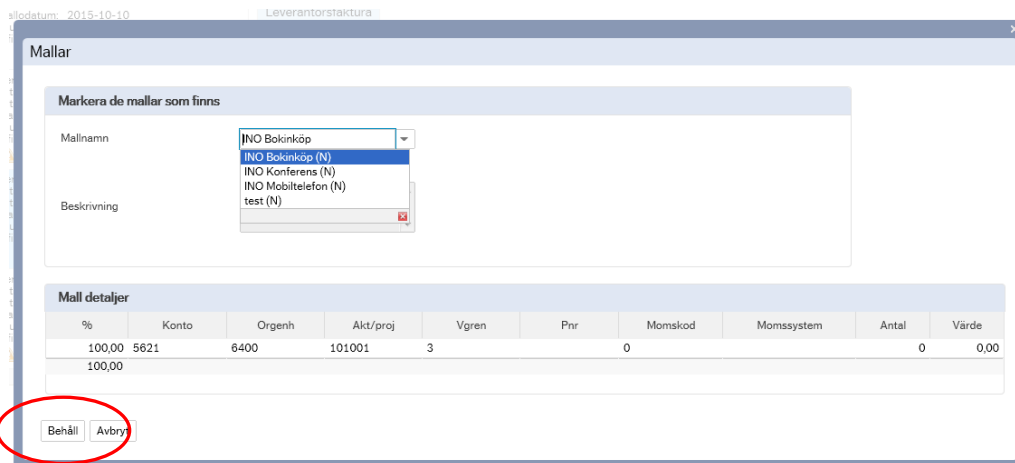 allodatum: 2015-10-10 Leverantörsfaktura
Mallar
Markera de mallar som finns
Mallnamn INO Bokinköp
INO Bokinköp (N)
INO Konferens (N)
INO Mobiltelefon (N)
test (N)
Beskrivning
Mall detaljer
% Konto Orgenh Akt/proj Vgren Pnr Momskod Momssystem Antal Värde
100,00 5621 6400 101001 3 0 0 0,00
100,00
Behåll Avbryt